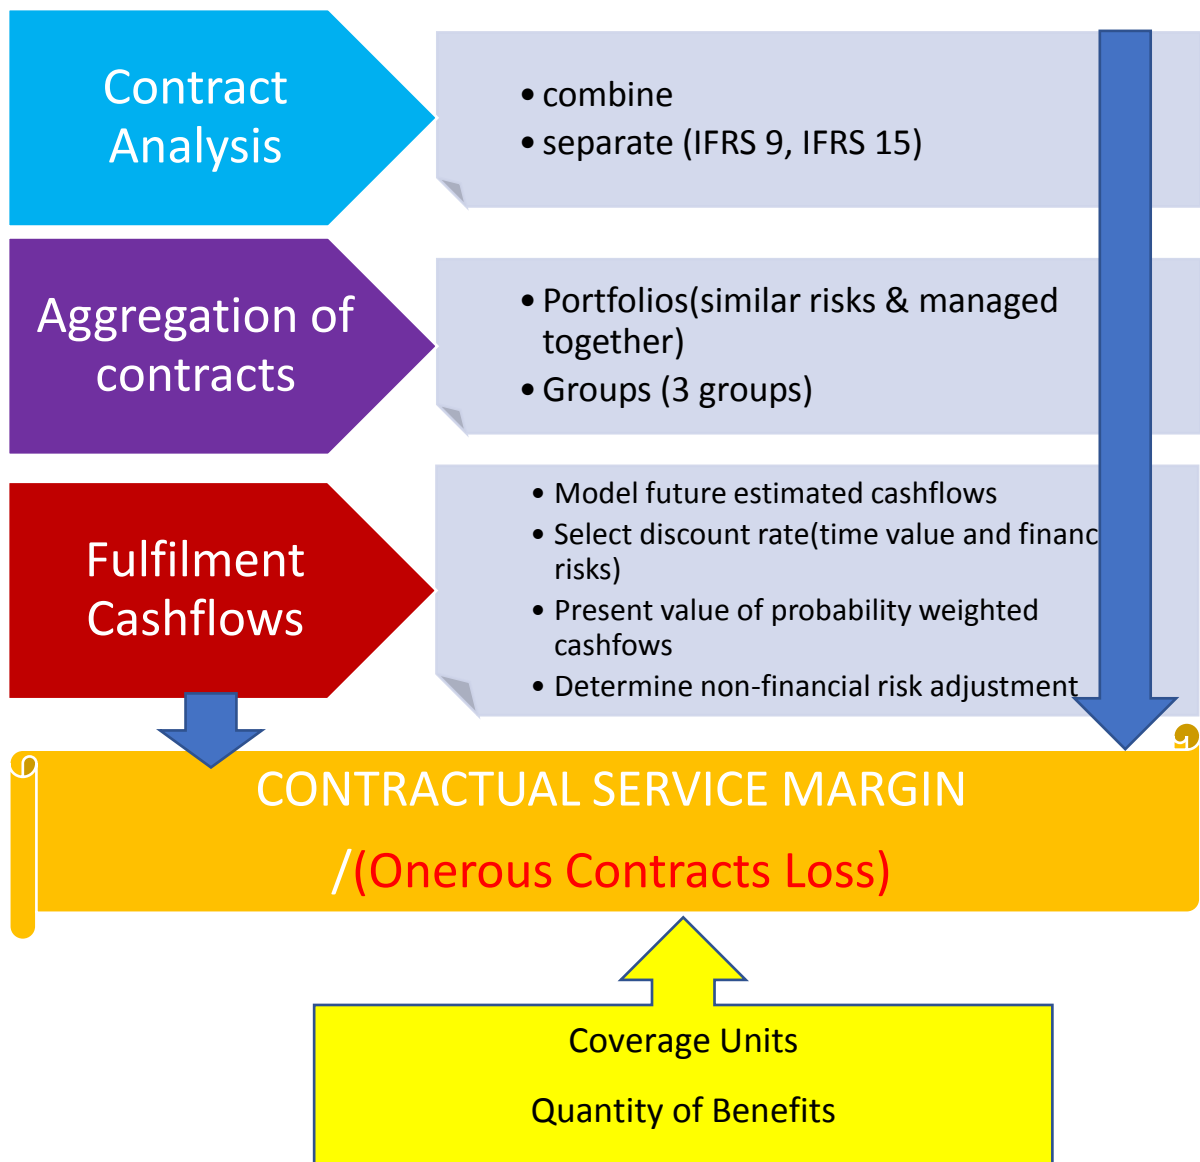 Contract
Analysis
• combine
• separate (IFRS 9, IFRS 15)
Aggregation of
contracts
• Portfolios(similar risks & managed
together)
• Groups (3 groups)
Fulfilment
Cashflows
• Model future estimated cashflows
• Select discount rate(time value and financ
risks)
• Present value of probability weighted
cashfows
• Determine non-financial risk adjustment
CONTRACTUAL SERVICE MARGIN
/(Onerous Contracts Loss)
Coverage Units
Quantity of Benefits